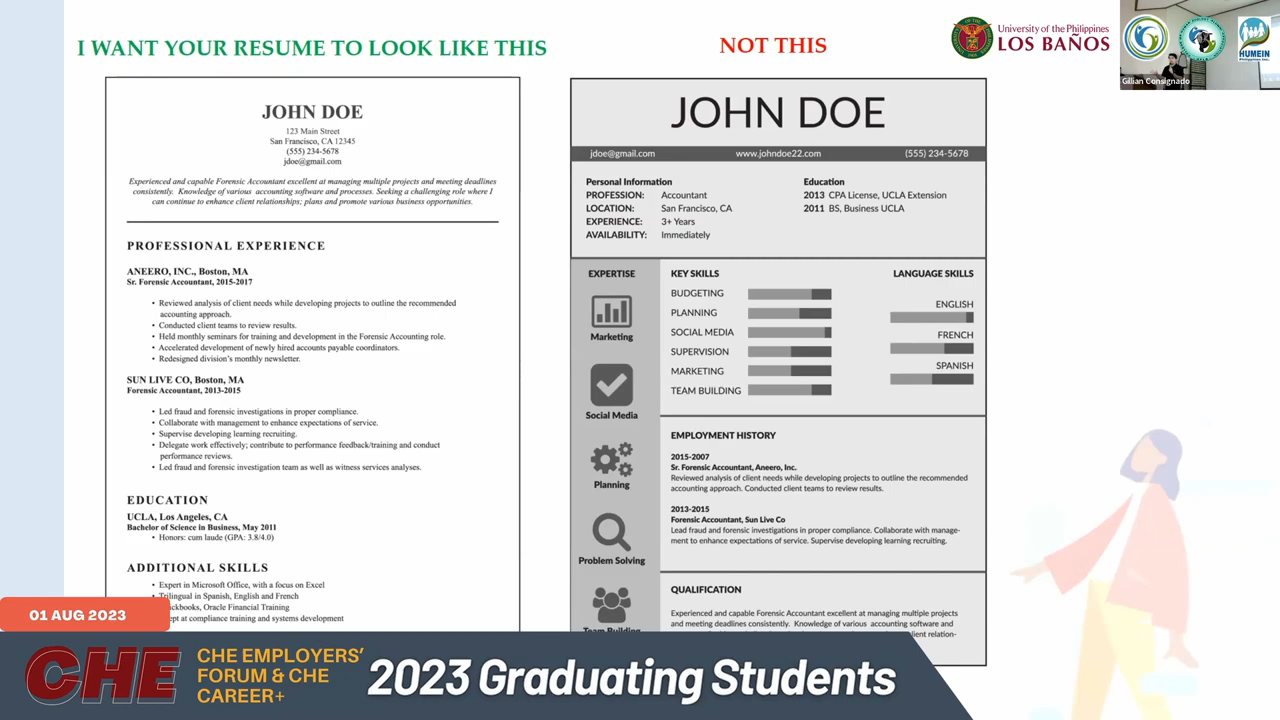 I WANT YOUR RESUME TO LOOK LIKE THIS
NOT THIS
University of the Philippines
LOS BAÑOS
HUMEIN
Philippines Inc.
Gillian Consignado
JOHN DOE
123 Main Street
San Francisco, CA 12345
(555) 234-5678
jdoe@gmail.com
Experienced and capable Forensic Accountant excellent at managing multiple projects and meeting deadlines
consistently. Knowledge of various accounting software and processes. Seeking a challenging role where I
can continue to enhance client relationships; plans and promote various business opportunities.
PROFESSIONAL EXPERIENCE
ANEERO, INC., Boston, MA
Sr. Forensic Accountant, 2015-2017
• Reviewed analysis of client needs while developing projects to outline the recommended
accounting approach.
• Conducted client teams to review results.
• Held monthly seminars for training and development in the Forensic Accounting role.
• Accelerated development of newly hired accounts payable coordinators.
• Redesigned division's monthly newsletter.
SUN LIVE CO, Boston, MA
Forensic Accountant, 2013-2015
• Led fraud and forensic investigations in proper compliance.
• Collaborate with management to enhance expectations of service.
• Supervise developing learning recruiting.
• Delegate work effectively; contribute to performance feedback/training and conduct
performance reviews.
• Led fraud and forensic investigation team as well as witness services analyses.
EDUCATION
UCLA, Los Angeles, CA
Bachelor of Science in Business, May 2011
• Honors: cum laude (GPA: 3.8/4.0)
ADDITIONAL SKILLS
• Expert in Microsoft Office, with a focus on Excel
Trilingual in Spanish, English and French
ickbooks, Oracle Financial Training
ept at compliance training and systems development
JOHN DOE
jdoe@gmail.com www.johndoe22.com (555) 234-5678
Personal Information
PROFESSION: Accountant
LOCATION: San Francisco, CA
EXPERIENCE: 3+ Years
AVAILABILITY: Immediately
Education
2013 CPA License, UCLA Extension
2011 BS, Business UCLA
EXPERTISE
Marketing
Social Media
Planning
Problem Solving
Team Building
KEY SKILLS
BUDGETING
PLANNING
SOCIAL MEDIA
SUPERVISION
MARKETING
TEAM BUILDING
LANGUAGE SKILLS
ENGLISH
FRENCH
SPANISH
EMPLOYMENT HISTORY
2015-2007
Sr. Forensic Accountant, Aneero, Inc.
Reviewed analysis of client needs while developing projects to outline the recommended
accounting approach. Conducted client teams to review results.
2013-2015
Forensic Accountant, Sun Live Co
Lead fraud and forensic investigations in proper compliance. Collaborate with manage-
ment to enhance expectations of service. Supervise developing learning recruiting,
QUALIFICATION
Experienced and capable Forensic Accountant excellent at managing multiple projects
and meeting deadlines consistently. Knowledge of various accounting software and
client relation-
01 AUG 2023
CHE
CHE EMPLOYERS'
FORUM & CHE
CAREER+
2023 Graduating Students